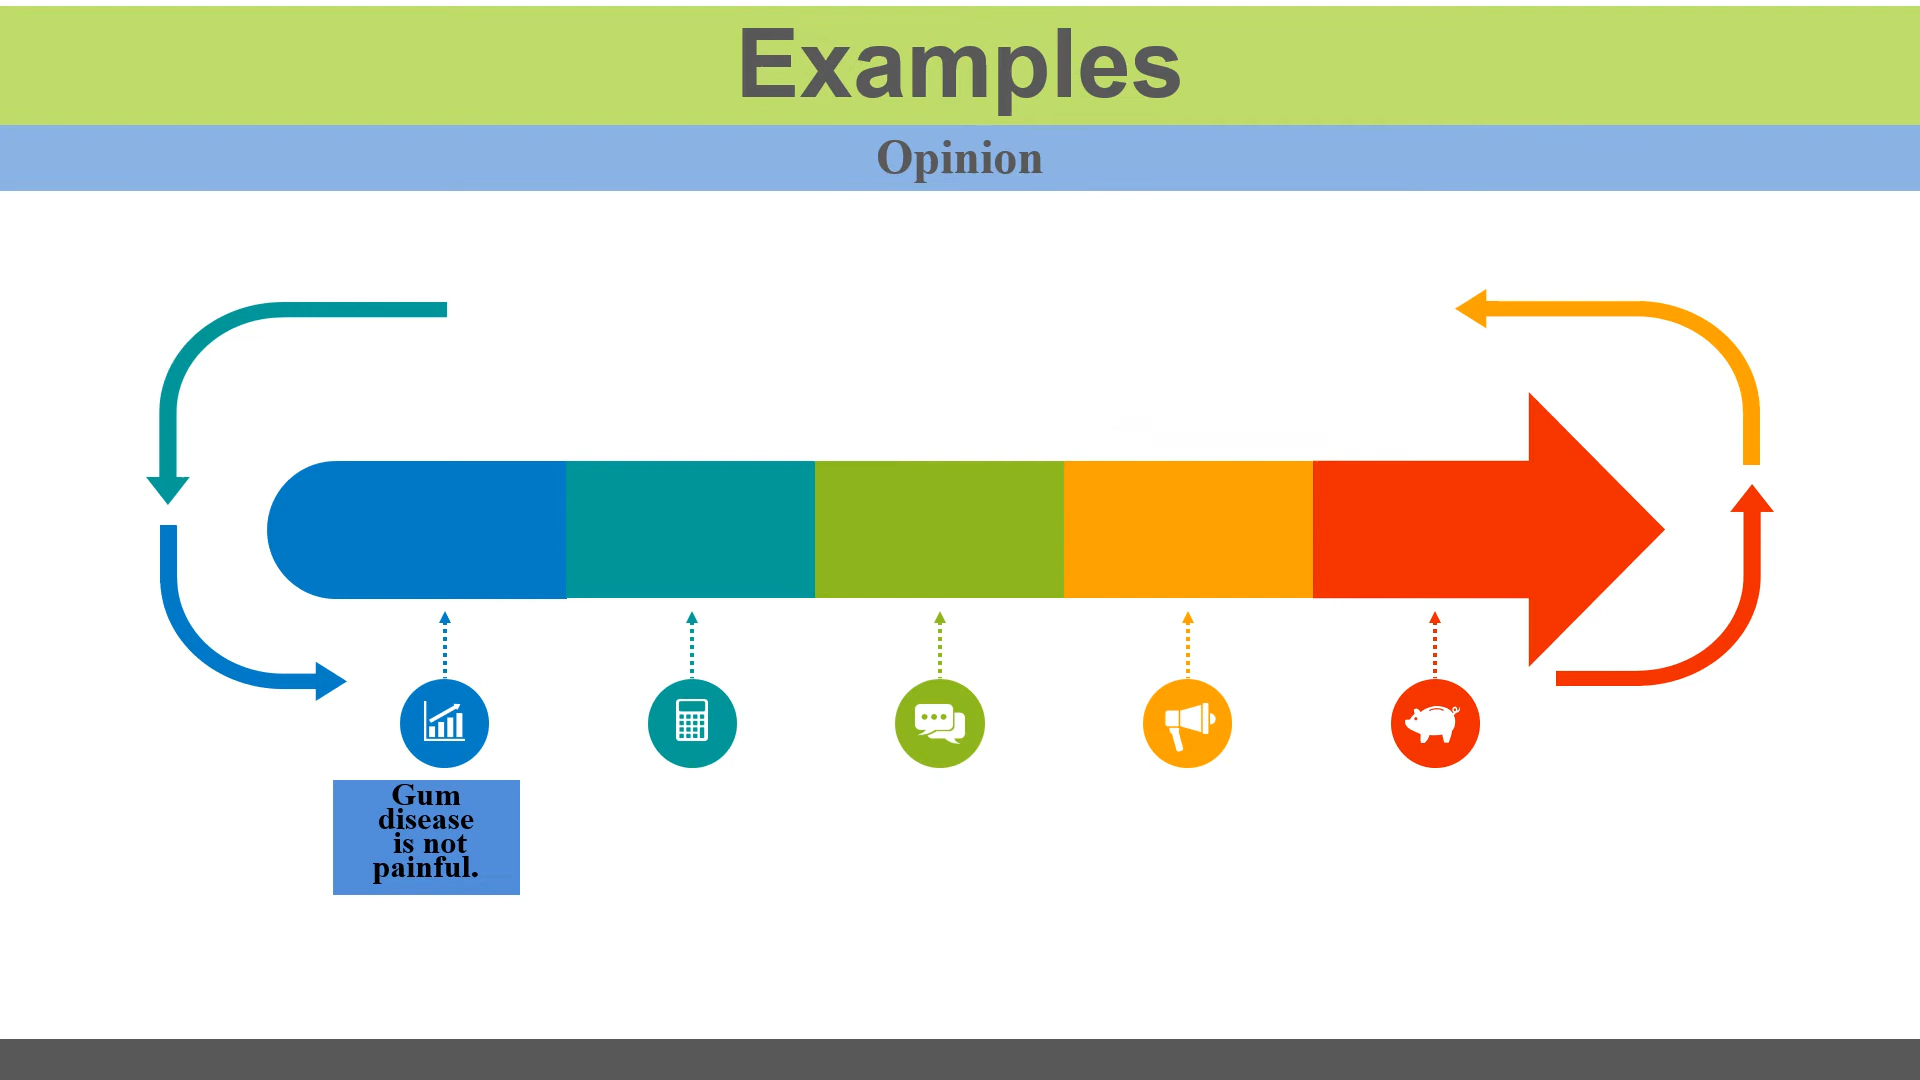 Examples
Opinion
Gum
disease
is not
painful.